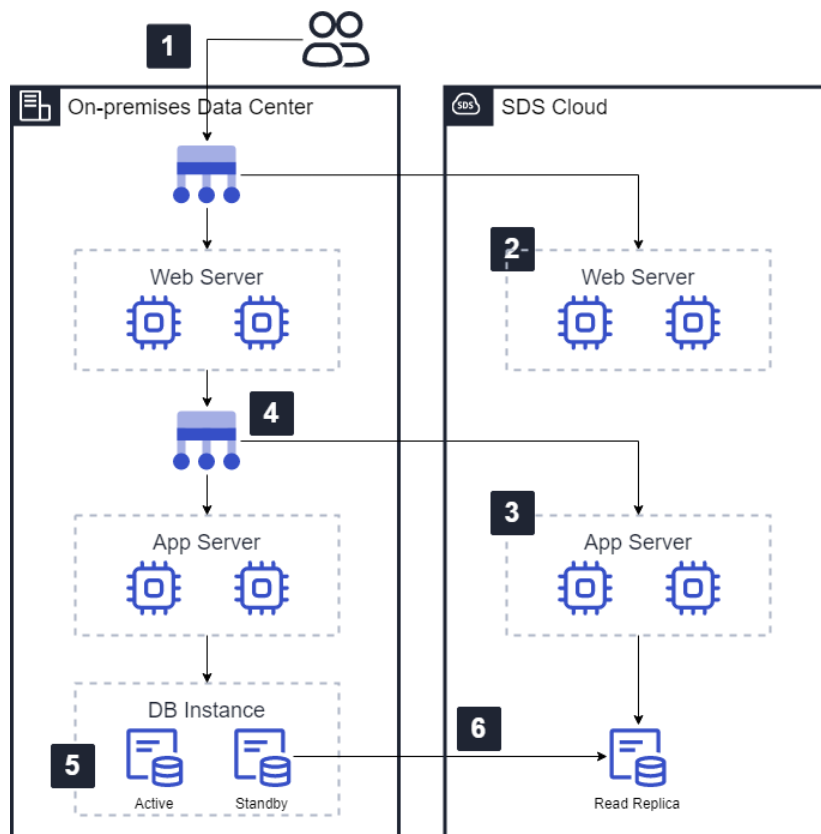 1
On-premises Data Center
SDS
SDS Cloud
2
Web Server
Web Server
4
3
App Server
App Server
DB Instance
6
5
Active
Standby
Read Replica